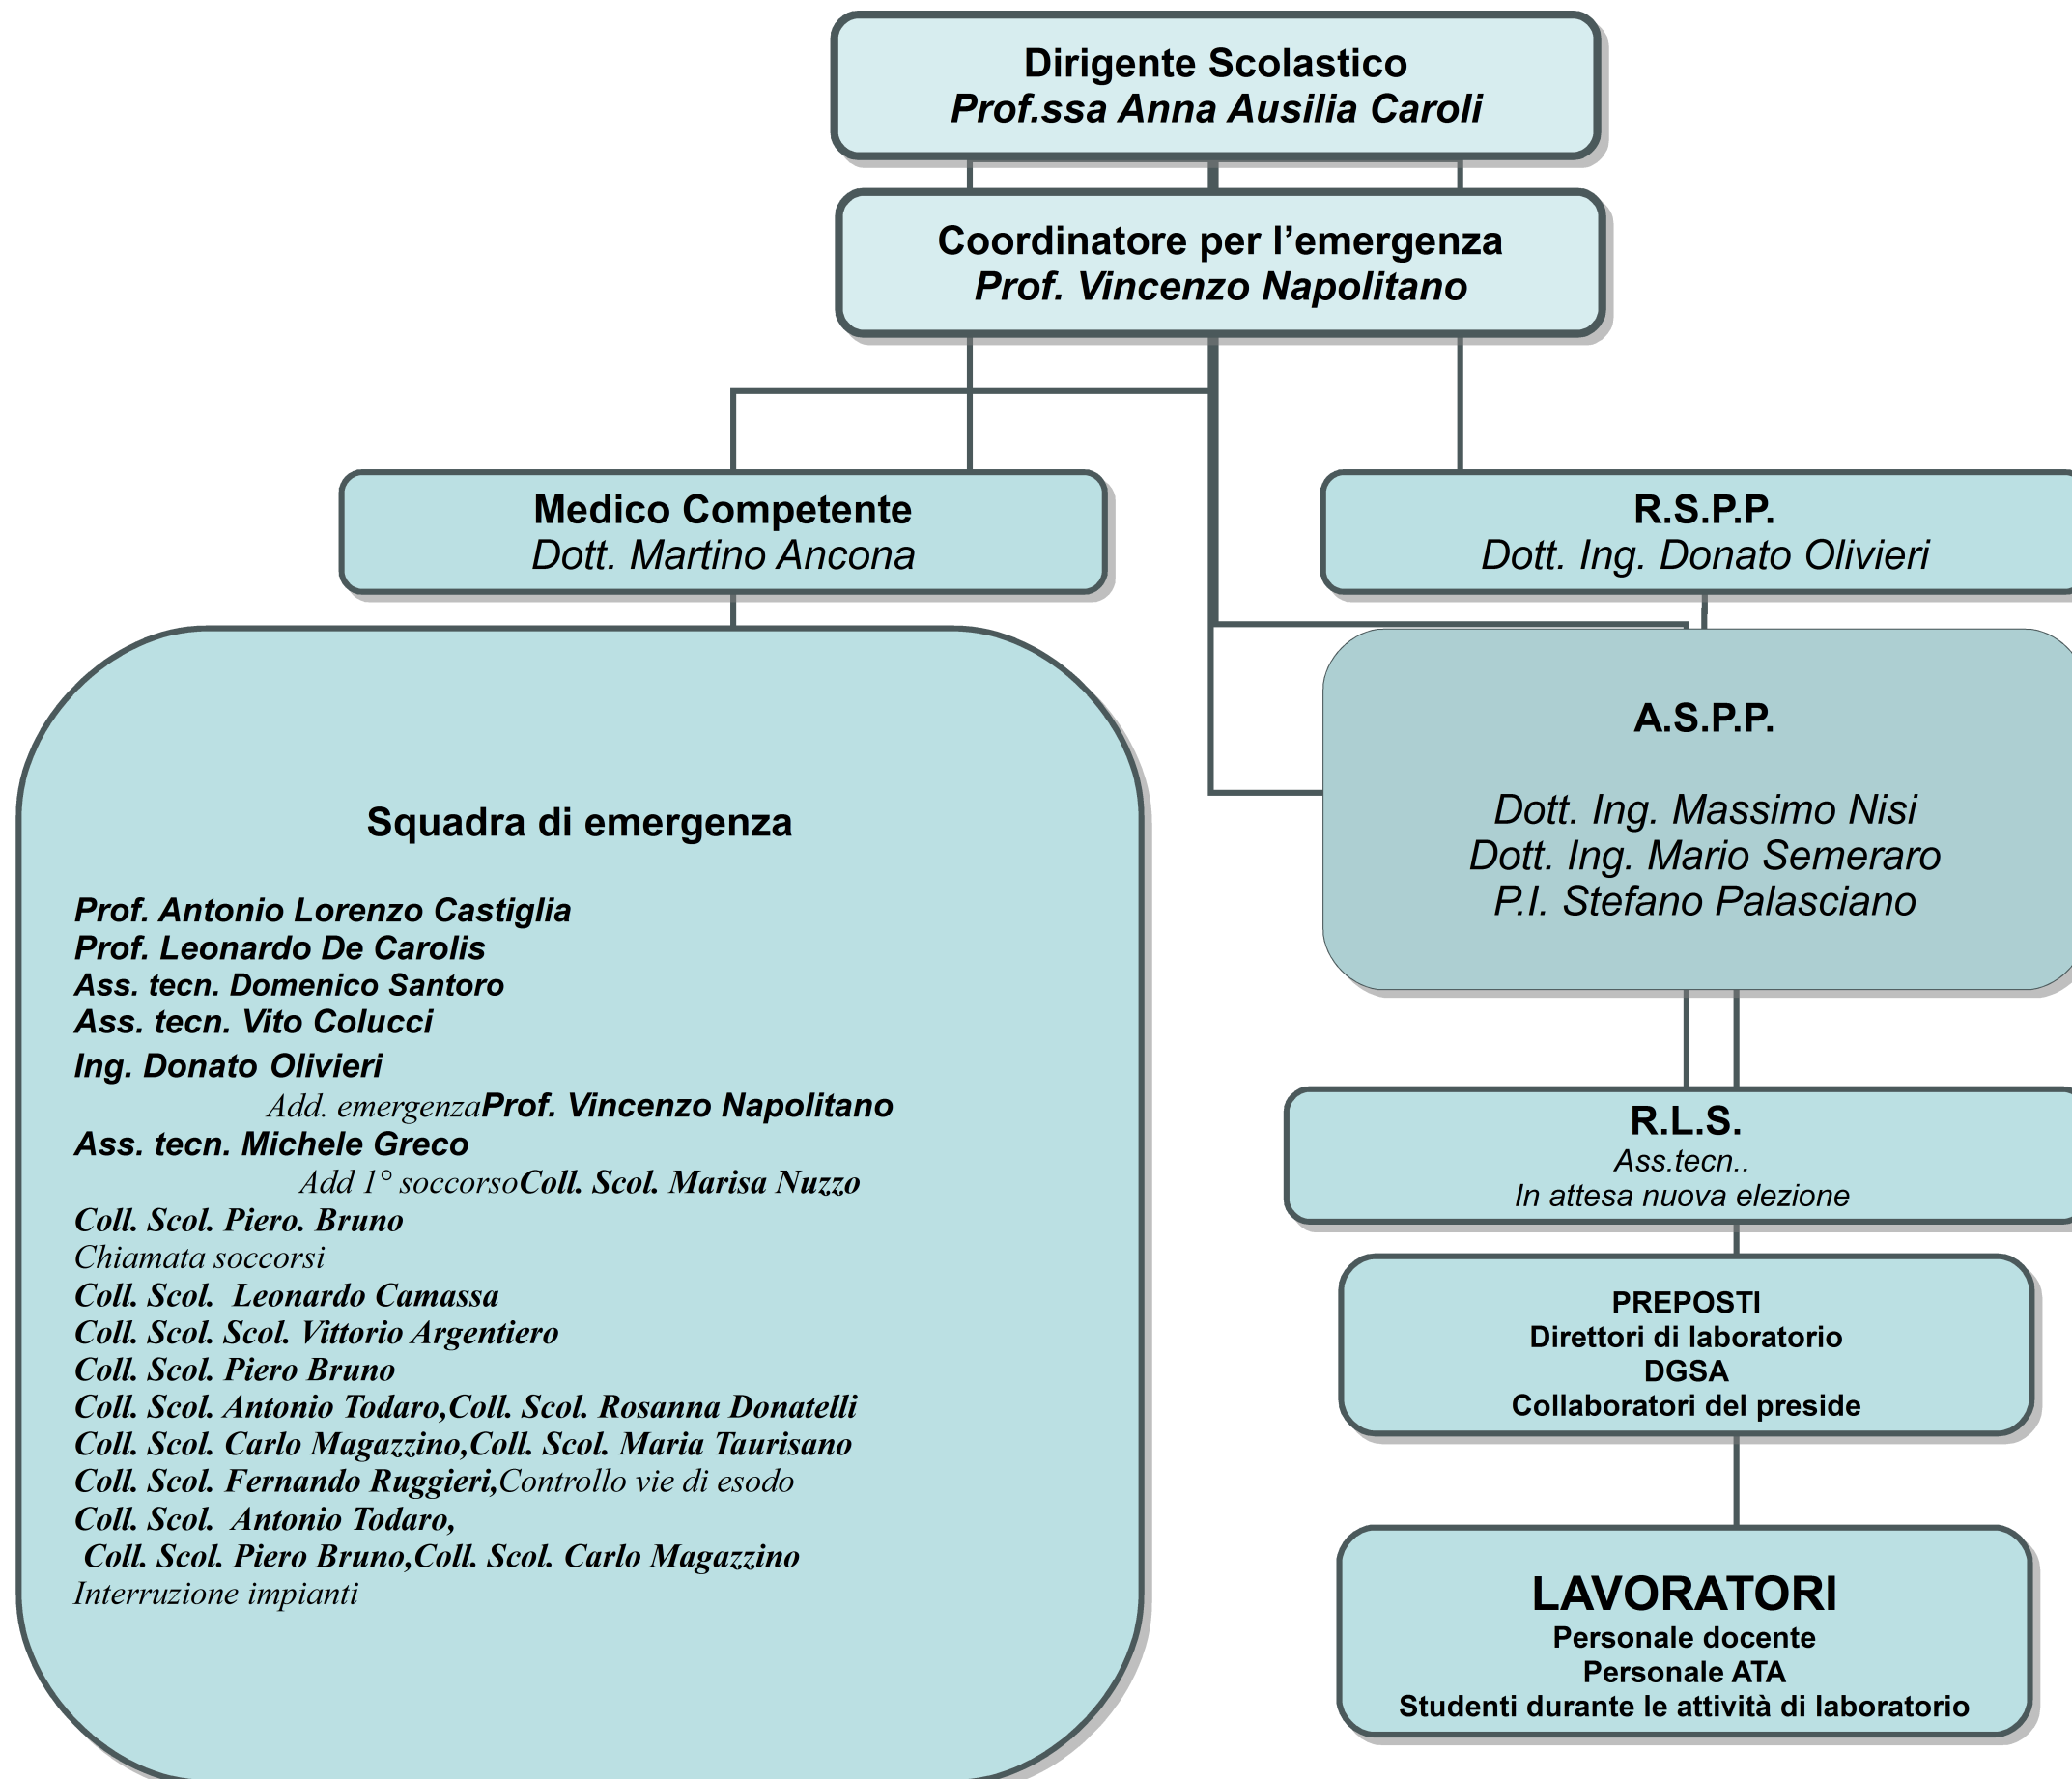 Dirigente Scolastico
Prof.ssa Anna Ausilia Caroli
Coordinatore per l’emergenza
Prof. Vincenzo Napolitano
Medico Competente
Dott. Martino Ancona
R.S.P.P.
Dott. Ing. Donato Olivieri
Squadra di emergenza
Prof. Antonio Lorenzo Castiglia
Prof. Leonardo De Carolis
Ass. tecn. Domenico Santoro
Ass. tecn. Vito Colucci
Ing. Donato Olivieri
Add. emergenzaProf. Vincenzo Napolitano
Ass. tecn. Michele Greco
Add 1° soccorsoColl. Scol. Marisa Nuzzo
Coll. Scol. Piero. Bruno
Chiamata soccorsi
Coll. Scol.  Leonardo Camassa
Coll. Scol. Scol. Vittorio Argentiero
Coll. Scol. Piero Bruno
Coll. Scol. Antonio Todaro,Coll. Scol. Rosanna Donatelli
Coll. Scol. Carlo Magazzino,Coll. Scol. Maria Taurisano
Coll. Scol. Fernando Ruggieri,Controllo vie di esodo
Coll. Scol.  Antonio Todaro,
Coll. Scol. Piero Bruno,Coll. Scol. Carlo Magazzino
Interruzione impianti
A.S.P.P.
Dott. Ing. Massimo Nisi
Dott. Ing. Mario Semeraro
P.I. Stefano Palasciano
R.L.S.
Ass.tecn..
In attesa nuova elezione
PREPOSTI
Direttori di laboratorio
DGSA
Collaboratori del preside
LAVORATORI
Personale docente
Personale ATA
Studenti durante le attività di laboratorio